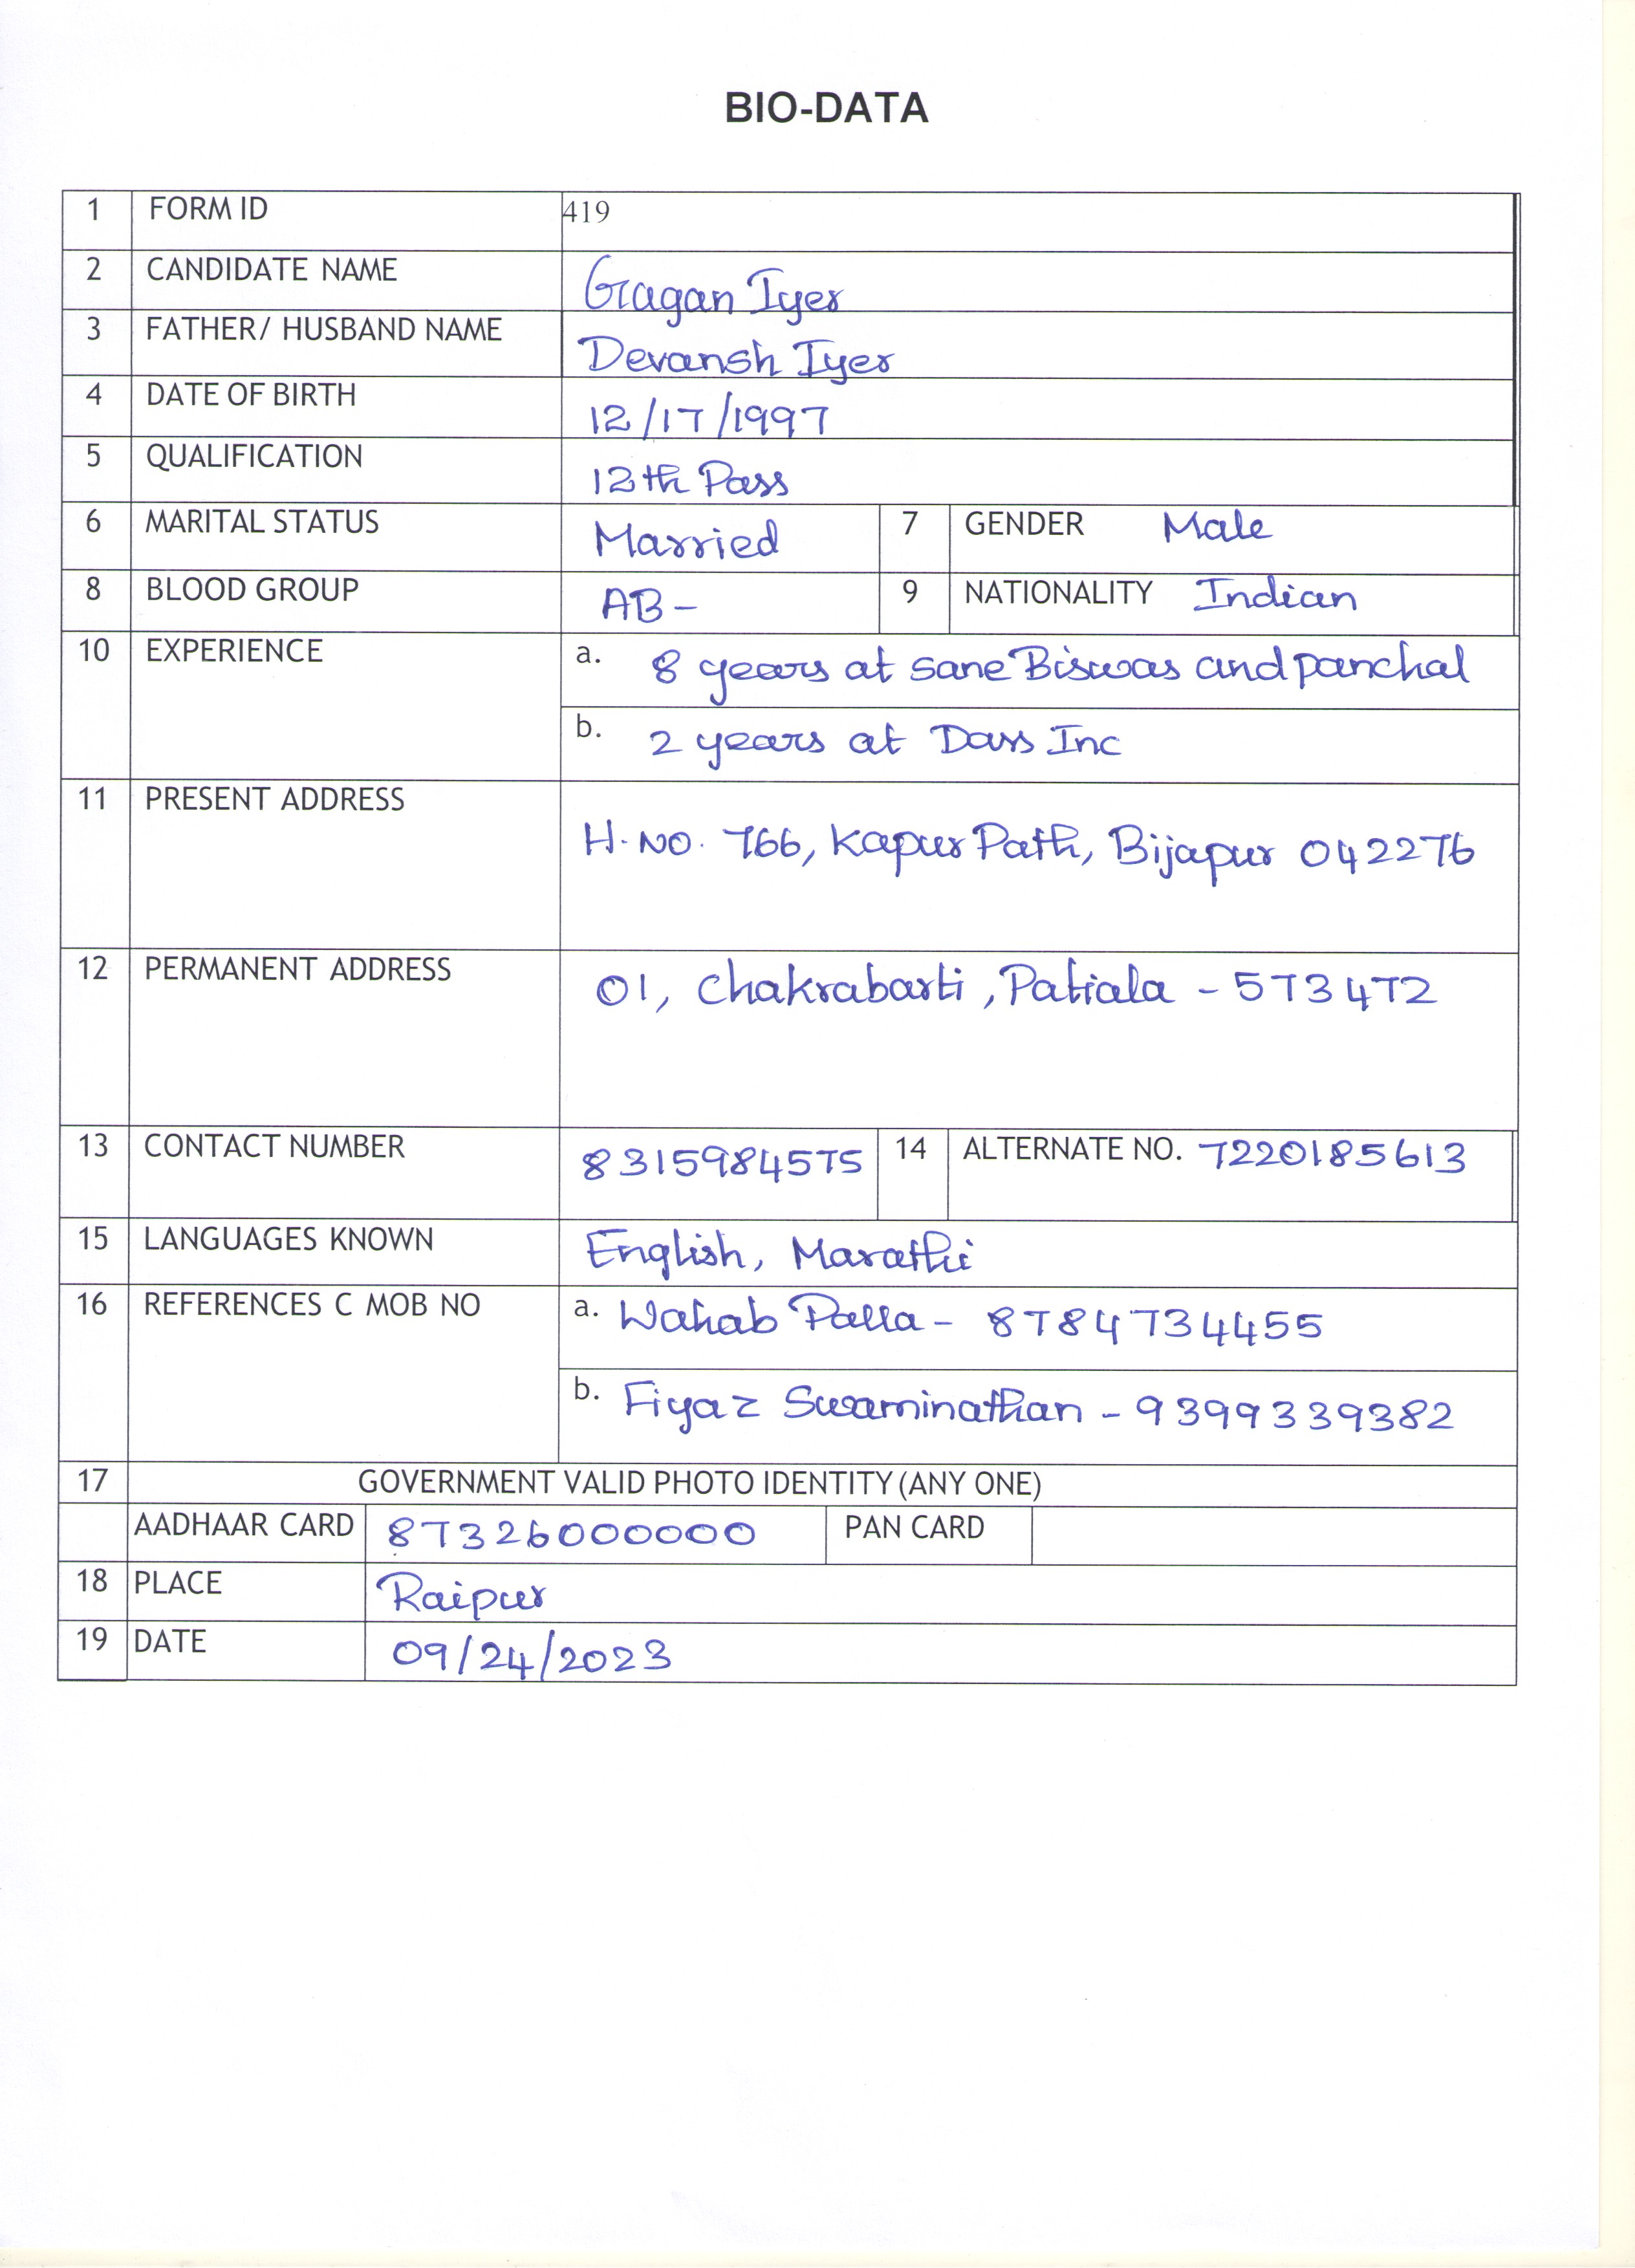 BIO-DATA
1 FORM ID 419
2 CANDIDATE NAME Gagan Iyer
3 FATHER/ HUSBAND NAME Devansh Iyer
4 DATE OF BIRTH 12/17/1997
5 QUALIFICATION 12th Pass
6 MARITAL STATUS Married 7 GENDER Male
8 BLOOD GROUP AB- 9 NATIONALITY Indian
10 EXPERIENCE a. 8 years at sane Biswas and panchal
b. 2 years at Dass Inc
11 PRESENT ADDRESS
H.NO. 766, Kapur Path, Bijapur 042276
12 PERMANENT ADDRESS 01, Chakrabarti, Patiala - 573472
13 CONTACT NUMBER 8315984575 14 ALTERNATE NO. 7220185613
15 LANGUAGES KNOWN English, Marathi
16 REFERENCES C MOB NO a. Wahab Palla - 8784734455
b. Fiyaz Swaminathan - 9399339382
17 GOVERNMENT VALID PHOTO IDENTITY (ANY ONE)
AADHAAR CARD 87326000000 PAN CARD
18 PLACE Raipur
19 DATE 09/24/2023